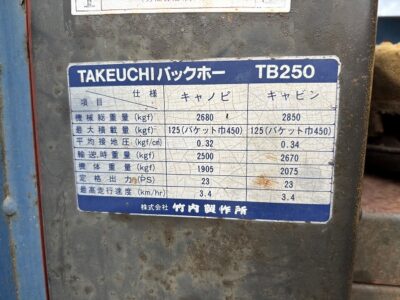 TAKEUCHIバックホー TB250
項目 仕様 キャノピ キャビン
機械総重量(kgf) 2680 2850
最大積載量(kgf) 125(バケット巾450) 125(バケット巾450)
平均接地圧(kgf/cm²) 0.32 0.34
輸送時重量(kgf) 2500 2670
機体重量(kgf) 1905 2075
定格出力(PS) 23 23
最高走行速度(km/hr) 3.4 3.4
株式会社 竹内製作所